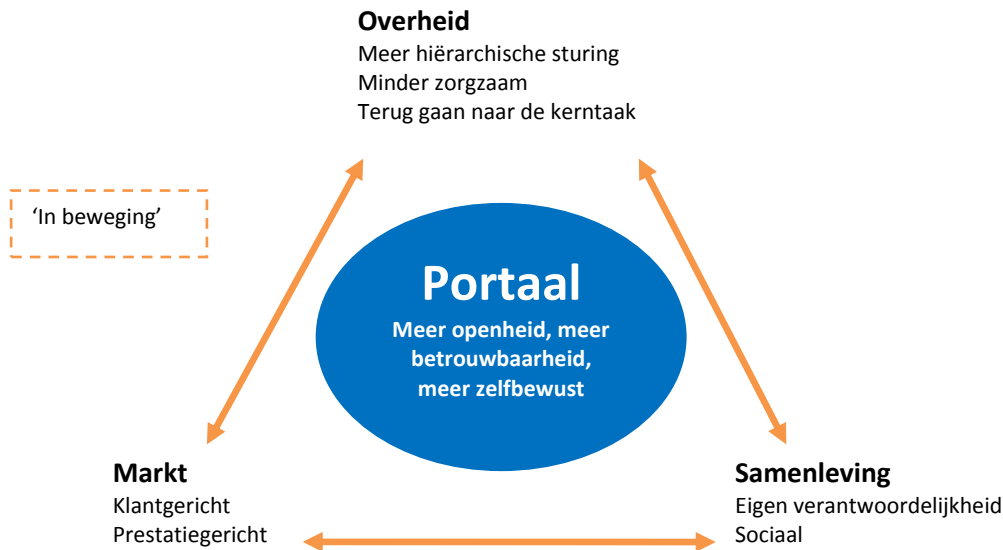 Overheid
Meer hiërarchische sturing
Minder zorgzaam
Terug gaan naar de kerntaak
‘In beweging’
Portaal
Meer openheid, meer
betrouwbaarheid,
meer zelfbewust
Markt
Klantgericht
Prestatiegericht
Samenleving
Eigen verantwoordelijkheid
Sociaal